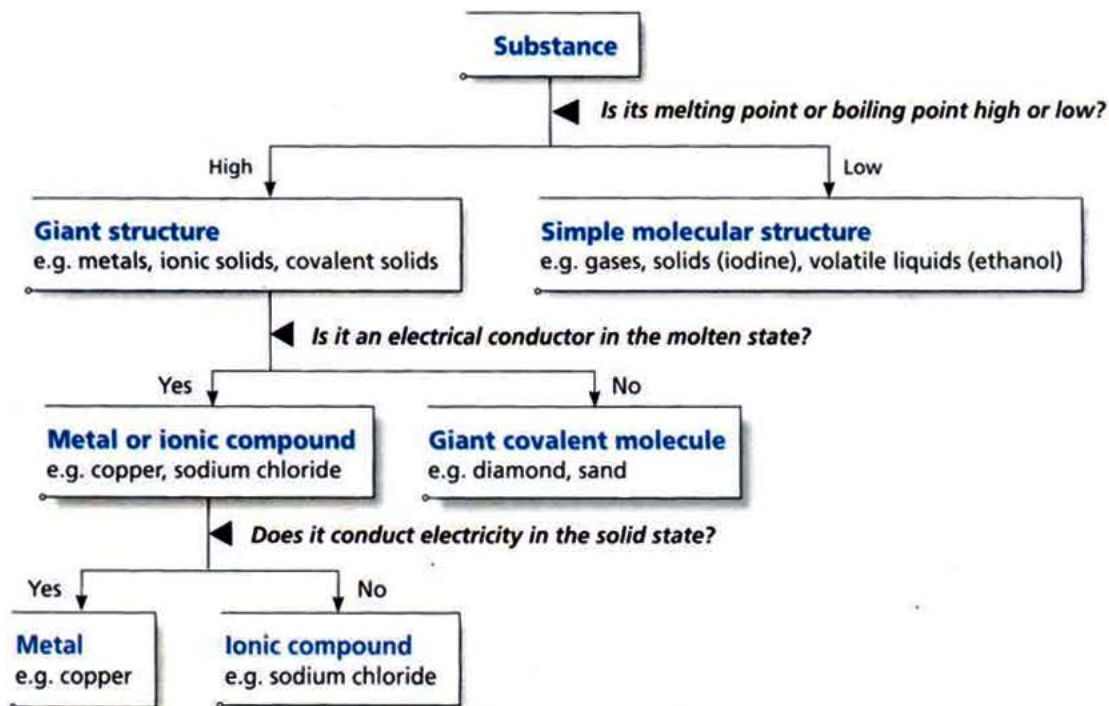 Substance
Is its melting point or boiling point high or low?
High
Low
Giant structure
e.g. metals, ionic solids, covalent solids
Simple molecular structure
e.g. gases, solids (iodine), volatile liquids (ethanol)
Is it an electrical conductor in the molten state?
Yes
No
Metal or ionic compound
e.g. copper, sodium chloride
Giant covalent molecule
e.g. diamond, sand
Does it conduct electricity in the solid state?
Yes
No
Metal
e.g. copper
Ionic compound
e.g. sodium chloride